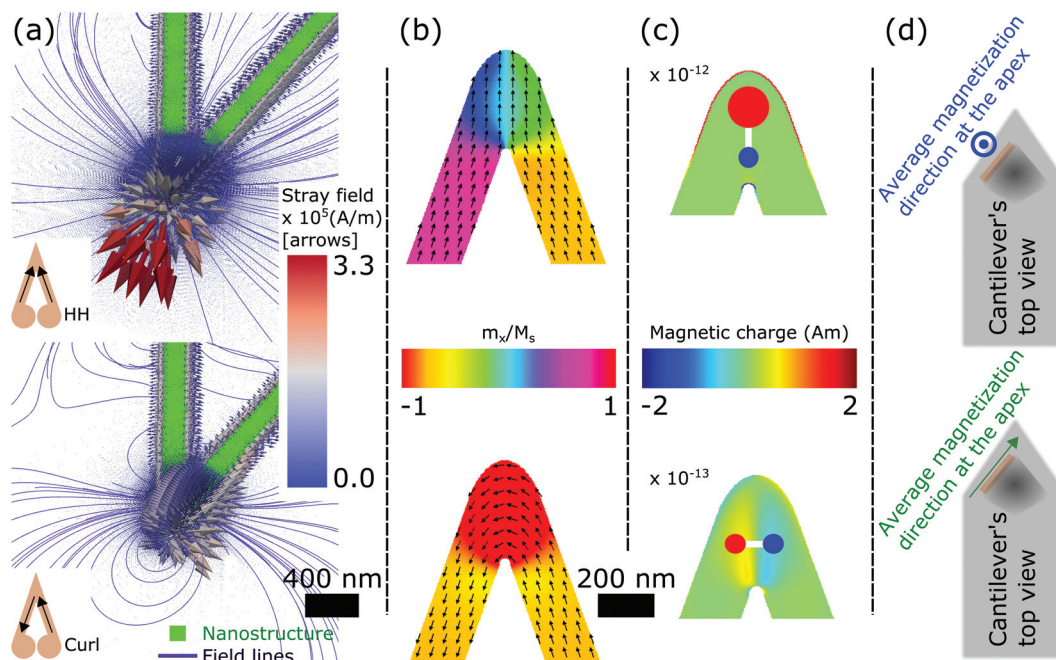 (a)
(b)
(c)
(d)
Stray field
x 10⁵(A/m)
[arrows]
3.3
0.0
HH
Curl
400 nm
Nanostructure
Field lines
mₓ/Mₛ
-1
1
200 nm
x 10⁻¹²
Magnetic charge (Am)
-2
2
x 10⁻¹³
Average magnetization
direction at the apex
Cantilever's
top view
Average magnetization
direction at the apex
Cantilever's
top view